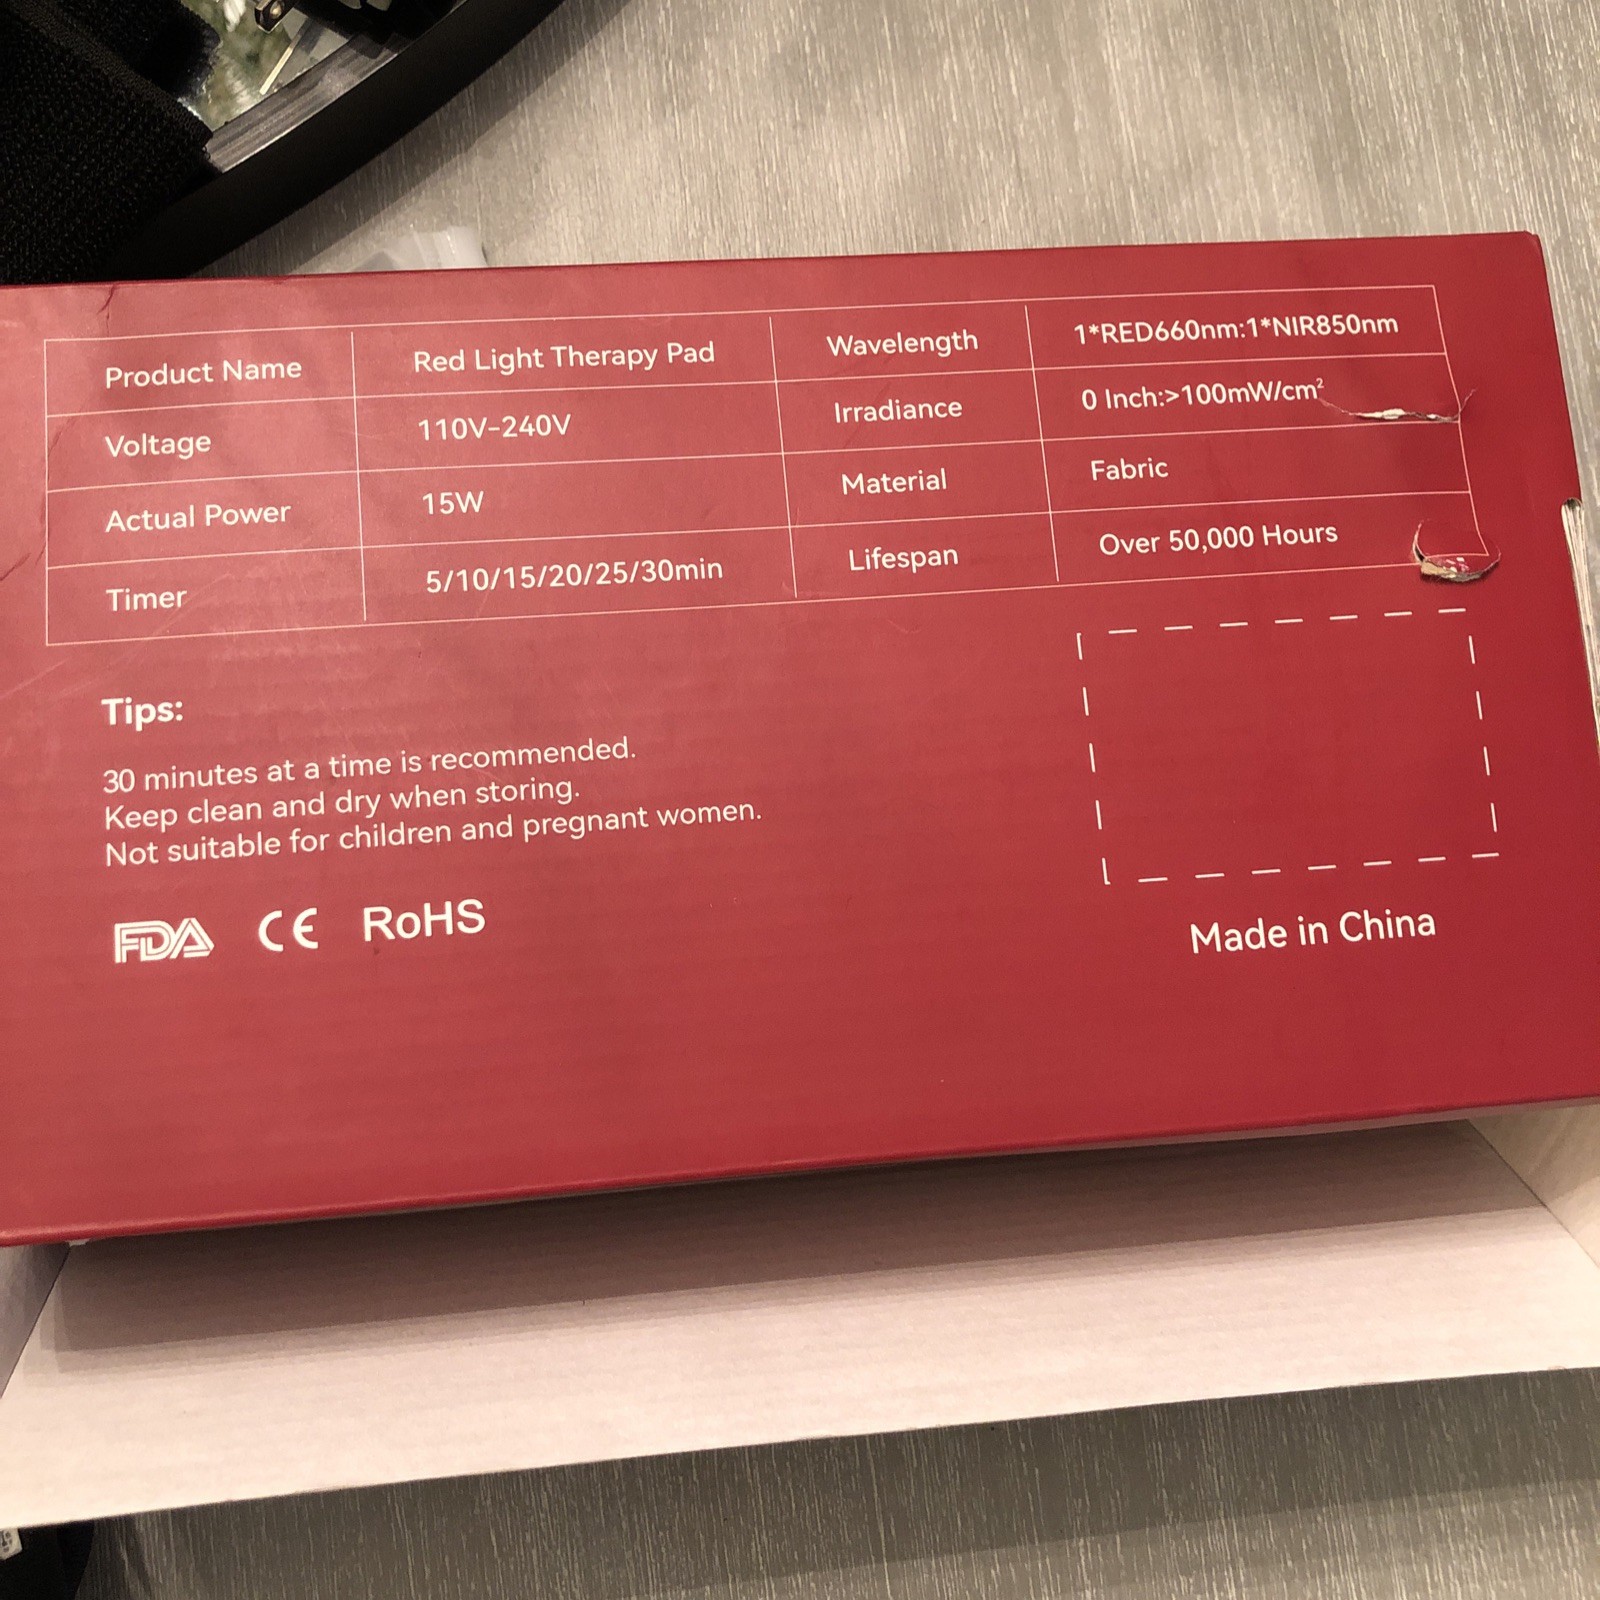 Product Name Red Light Therapy Pad Wavelength 1*RED660nm:1*NIR850nm
Voltage 110V-240V Irradiance 0 Inch:>100mW/cm²
Actual Power 15W Material Fabric
Timer 5/10/15/20/25/30min Lifespan Over 50,000 Hours
Tips:
30 minutes at a time is recommended.
Keep clean and dry when storing.
Not suitable for children and pregnant women.
FDA CE RoHS
Made in China